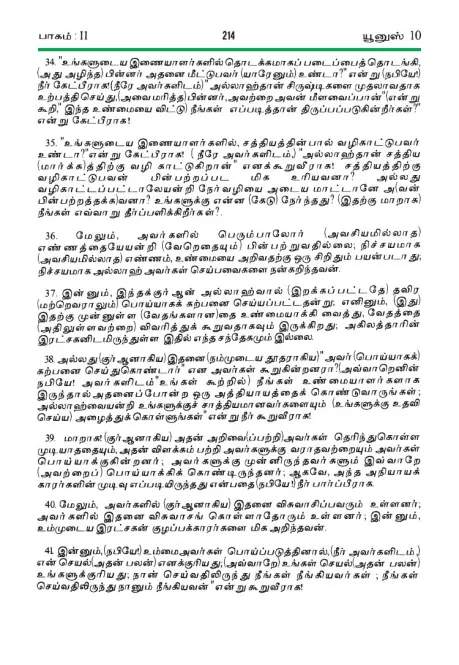 பாகம் : II 214 யூனுஸ் 10
34. "உங்களுடைய இணையாளர்களில் தொடக்கமாகப் படைப்பைத் தொடங்கி,
(அது அழிந்த) பின்னர் அதனை மீட்டுபவர் (யாரேனும்) உண்டா?" என்று (நபியே!)
நீர் கேட்பீராக! (நீரே அவர்களிடம்) "அல்லாஹ்தான் சிருஷ்டிகளை முதலாவதாக
உற்பத்தி செய்து, (அவை மரித்த) பின்னர், அவற்றை அவன் மீளவைப்பான்" (என்று
கூறி," இந்த உண்மையை விட்டு) நீங்கள் எப்படித்தான் திருப்பப்படுகின்றீர்கள்?"
என்று கேட்பீராக!
35. "உங்களுடைய இணையாளர்களில், சத்தியத்தின்பால் வழிகாட்டுபவர்
உண்டா?"என்று கேட்பீராக! ( நீரே அவர்களிடம்,) "அல்லாஹ்தான் சத்திய
(மார்க்க)த்திற்கு வழி காட்டுகிறான்" எனக்கூறுவீராக! சத்தியத்திற்கு
வழிகாட்டுபவன் பின்பற்றப்பட மிக உரியவனா? அல்லது
வழிகாட்டப்பட்டாலேயன்றி நேர்வழியை அடைய மாட்டானே அ(வன்
பின்பற்றத்தக்க)வனா? உங்களுக்கு என்ன (கேடு) நேர்ந்தது? (இதற்கு மாறாக)
நீங்கள் எவ்வாறு தீர்ப்பளிக்கிறீர்கள்?.
36. மேலும், அவர்களில் பெரும்பாலோர் (அவசியமில்லாத)
எண்ணத்தையேயன்றி (வேறெதையும்) பின்பற்றுவதில்லை; நிச்சயமாக
(அவசியமில்லாத) எண்ணம், உண்மையை அறிவதற்கு ஒரு சிறிதும் பயன்படாது;
நிச்சயமாக அல்லாஹ் அவர்கள் செய்பவைகளை நன்கறிந்தவன்.
37. இன்னும், இந்தக்குர்ஆன் அல்லாஹ்வால் (இறக்கப்பட்டதே) தவிர
(மற்றெவராலும்) பொய்யாகக் கற்பனை செய்யப்பட்டதன்று; எனினும், (இது)
இதற்கு முன்னுள்ள (வேதங்களான)தை உண்மையாக்கி வைத்து, வேதத்தை
(அதிலுள்ளவற்றை) விவரித்துக் கூறுவதாகவும் இருக்கிறது; அகிலத்தாரின்
இரட்சகனிடமிருந்துள்ள இதில் எந்த சந்தேகமும் இல்லை.
38. அல்லது (குர்ஆனாகிய) இதனை (நம்முடைய தூதராகிய)" அவர் (பொய்யாகக்)
கற்பனை செய்துகொண்டார்" என அவர்கள் கூறுகின்றனரா?(அவ்வாறெனின்
நபியே! அவர்களிடம்"உங்கள் கூற்றில்) நீங்கள் உண்மையாளர்களாக
இருந்தால் அதனைப்போன்ற ஒரு அத்தியாயத்தைக் கொண்டுவாருங்கள்;
அல்லாஹ்வையன்றி உங்களுக்குச் சாத்தியமானவர்களையும் (உங்களுக்கு உதவி
செய்ய) அழைத்துக்கொள்ளுங்கள்" என்று நீர் கூறுவீராக!
39. மாறாக! (குர்ஆனாகிய) அதன் அறிவை(ப்பற்றி) அவர்கள் தெரிந்துகொள்ள
முடியாததையும், அதன் விளக்கம் பற்றி அவர்களுக்கு வராதவற்றையும் அவர்கள்
பொய்யாக்குகின்றனர்; அவர்களுக்கு முன்னிருந்தவர்களும் இவ்வாறே
(அவற்றைப்) பொய்யாக்கிக் கொண்டிருந்தனர்; ஆகவே, அந்த அநியாயக்
காரர்களின் முடிவு எப்படியிருந்தது என்பதை (நபியே!) நீர் பார்ப்பீராக.
40. மேலும், அவர்களில் (குர்ஆனாகிய) இதனை விசுவாசிப்பவரும் உள்ளனர்;
அவர்களில் இதனை விசுவாசங் கொள்ளாதோரும் உள்ளனர்; இன்னும்,
உம்முடைய இரட்சகன் குழப்பக்காரர்களை மிக அறிந்தவன்.
41. இன்னும், (நபியே!) உம்மை அவர்கள் பொய்ப்படுத்தினால், (நீர் அவர்களிடம்,)
என் செயல்(அதன் பலன்) எனக்குரியது;(அவ்வாறே) உங்கள் செயல்(அதன் பலன்)
உங்களுக்குரியது; நான் செய்வதிலிருந்து நீங்கள் நீங்கியவர்கள் ; நீங்கள்
செய்வதிலிருந்து நானும் நீங்கியவன்" என்று கூறுவீராக!